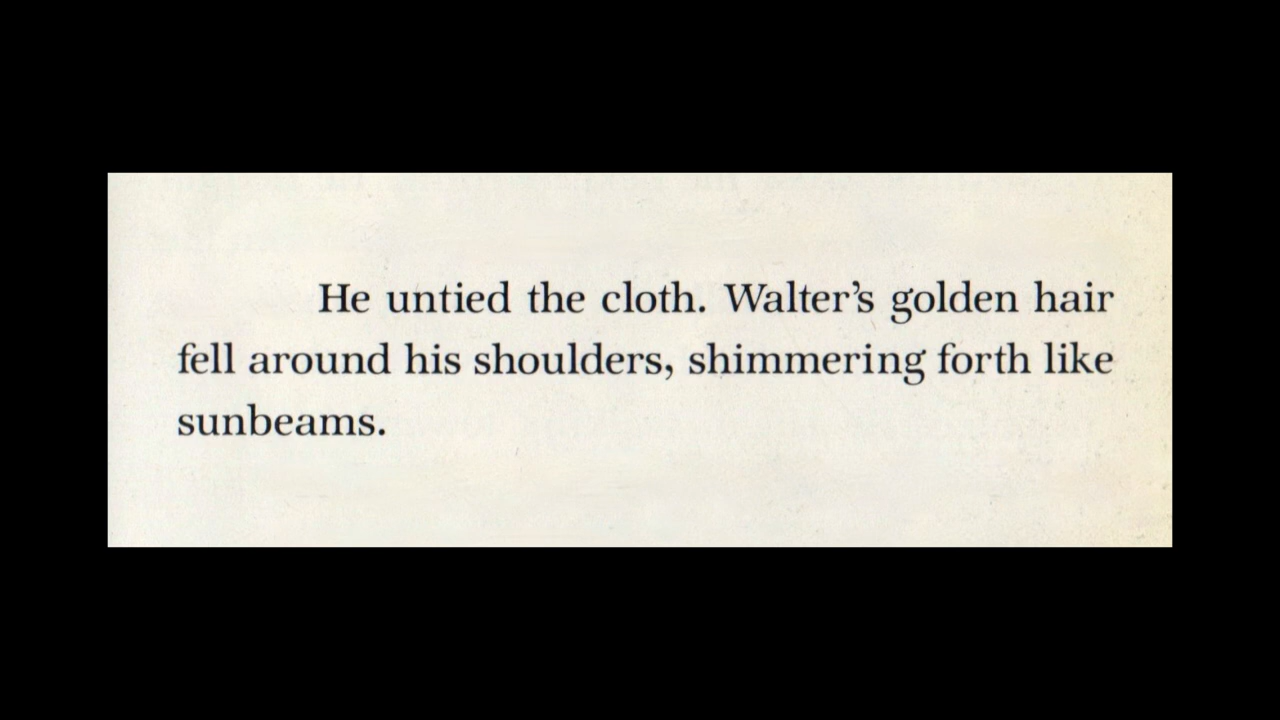 He untied the cloth. Walter’s golden hair
fell around his shoulders, shimmering forth like
sunbeams.